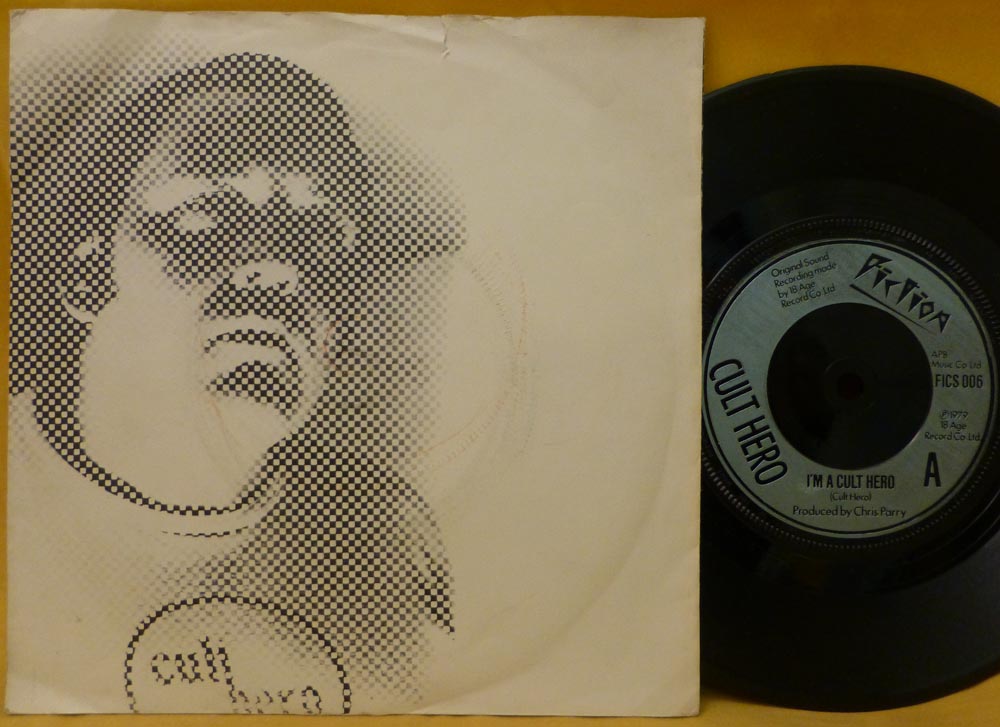 cult
hero
Original Sound
Recording made
by 18 Age
Record Co Ltd
Fiction
APB
Music Co Ltd
FICS 006
℗1979
18 Age
Record Co Ltd.
CULT HERO
I'M A CULT HERO
(Cult Hero)
Produced by Chris Parry
A